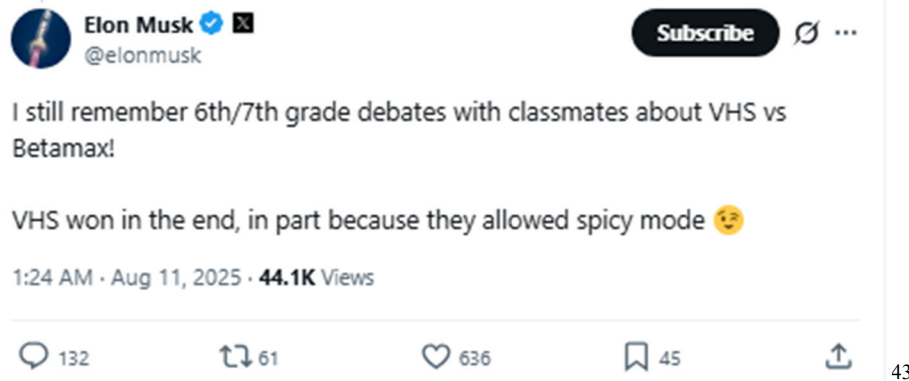 Elon Musk
@elonmusk
Subscribe
I still remember 6th/7th grade debates with classmates about VHS vs
Betamax!
VHS won in the end, in part because they allowed spicy mode 😉
1:24 AM · Aug 11, 2025 · 44.1K Views
132 61 636 45
43